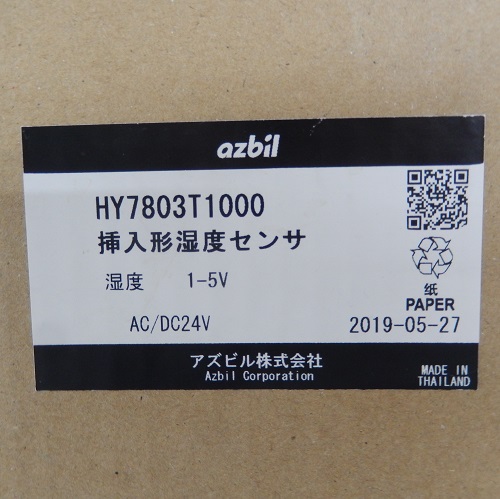 azbil
HY7803T1000
挿入形湿度センサ
湿度 1-5V
纸
PAPER
AC/DC24V 2019-05-27
アズビル株式会社
Azbil Corporation
MADE IN
THAILAND